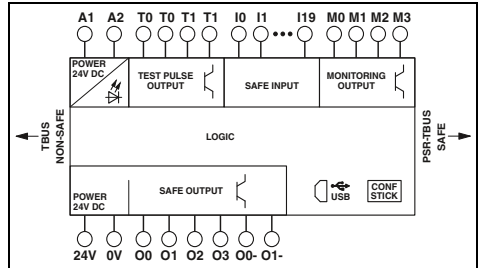 A1 A2 T0 T0 T1 T1 I0 I1 ••• I19 M0 M1 M2 M3
POWER
24V DC
TEST PULSE
OUTPUT
SAFE INPUT
MONITORING
OUTPUT
TBUS
NON-SAFE
LOGIC
PSR-TBUS
SAFE
POWER
24V DC
SAFE OUTPUT
USB
CONF
STICK
24V 0V O0 O1 O2 O3 O0- O1-